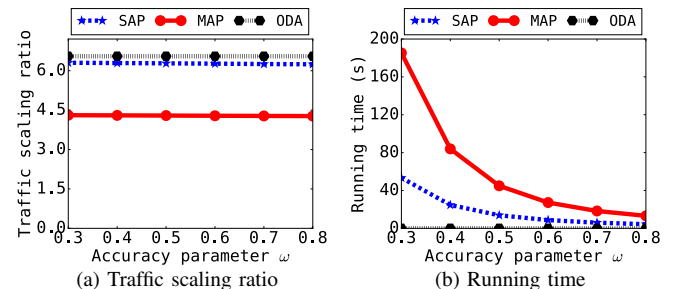 SAP MAP ODA
Traffic scaling ratio
6.0
4.5
3.0
1.5
0.0
0.3 0.4 0.5 0.6 0.7 0.8
Accuracy parameter ω
(a) Traffic scaling ratio
SAP MAP ODA
Running time (s)
200
160
120
80
40
0
0.3 0.4 0.5 0.6 0.7 0.8
Accuracy parameter ω
(b) Running time